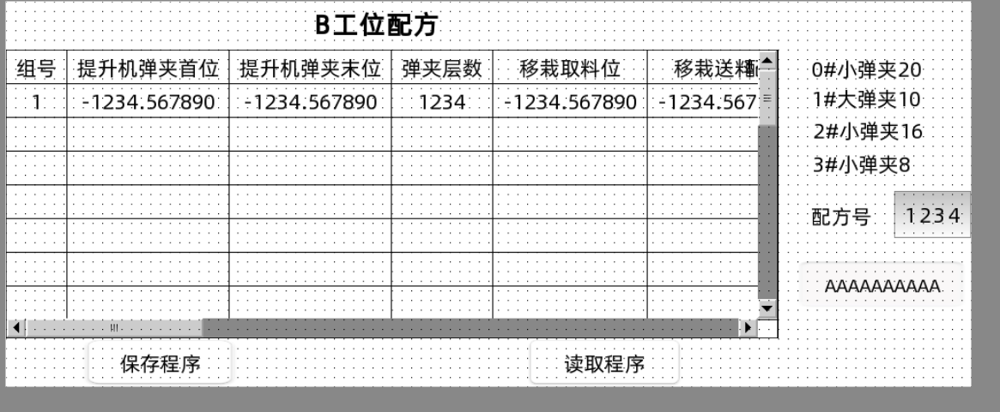 B工位配方
组号 提升机弹夹首位 提升机弹夹末位 弹夹层数 移栽取料位 移栽送料
1 -1234.567890 -1234.567890 1234 -1234.567890 -1234.567
0#小弹夹20
1#大弹夹10
2#小弹夹16
3#小弹夹8
配方号 1234
AAAAAAAAAA
保存程序 读取程序